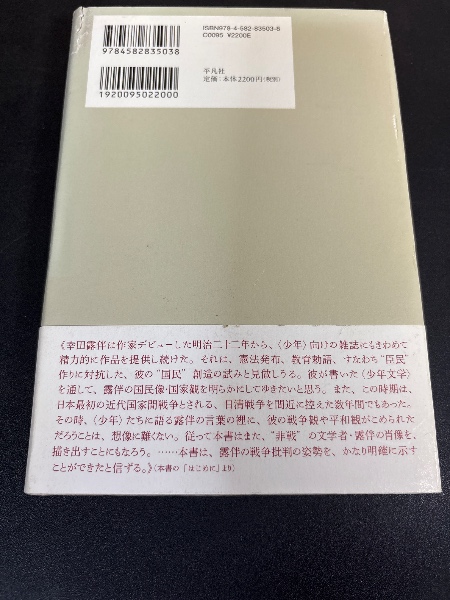 ISBN978-4-582-83503-8
C0095 ¥2200E
9784582835038
平凡社
定価:本体2200円(税別)
1920095022000
《幸田露伴は作家デビューした明治二十二年から、〈少年〉向けの雑誌にもきわめて
精力的に作品を提供し続けた。それは、憲法発布、教育勅語、すなわち“臣民”
作りに対抗した、彼の“国民”創造の試みと見做しうる。彼が書いた〈少年文学〉
を通して、露伴の国民像・国家観を明らかにしてゆきたいと思う。また、この時期は、
日本最初の近代国家間戦争とされる、日清戦争を間近に控えた数年間でもあった。
その時、〈少年〉たちに語る露伴の言葉の裡に、彼の戦争観や平和観がこめられた
だろうことは、想像に難くない。従って本書はまた、“非戦”の文学者・露伴の肖像を、
描き出すことにもなろう。……本書は、露伴の戦争批判の姿勢を、かなり明確に示す
ことができたと信ずる。》(本書の「はじめに」より)